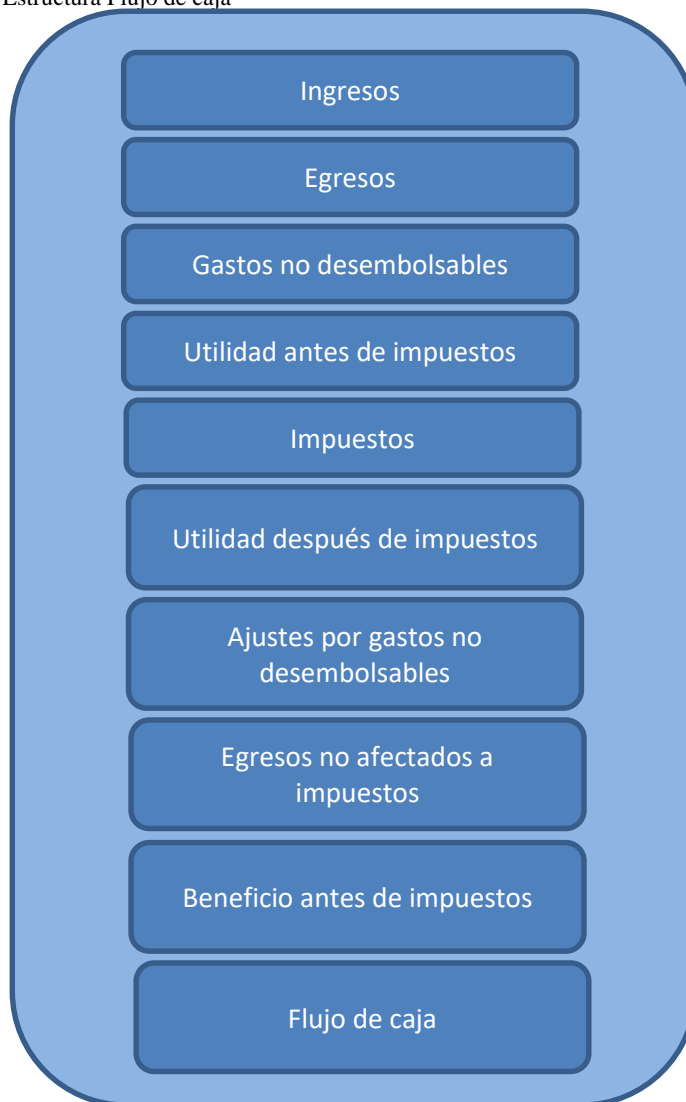 Estructura Flujo de caja
Ingresos
Egresos
Gastos no desembolsables
Utilidad antes de impuestos
Impuestos
Utilidad después de impuestos
Ajustes por gastos no
desembolsables
Egresos no afectados a
impuestos
Beneficio antes de impuestos
Flujo de caja